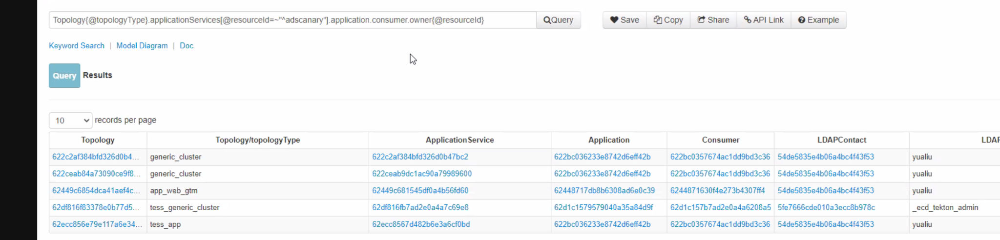 Topology{@topologyType}.applicationServices[@resourceId=~"^adscanary"].application.consumer.owner{@resourceId} Query Save Copy Share API Link Example
Keyword Search | Model Diagram | Doc
Query Results
10 records per page
Topology Topology/topologyType ApplicationService Application Consumer LDAPContact LDAP
622c2af384bfd326d0b4... generic_cluster 622c2af384bfd326d0b47bc2 622bc036233e8742d6eff42b 622bc0357674ac1dd9bd3c36 54de5835e4b06a4bc4f43f53 yualiu
622ceab84a73090ce9f8... generic_cluster 622ceab9dc1ac90a79989600 622bc036233e8742d6eff42b 622bc0357674ac1dd9bd3c36 54de5835e4b06a4bc4f43f53 yualiu
62449c6854dca41aef4c... app_web_gtm 62449c681545df0a4b56fd60 62448717db8b6308ad6e0c39 6244871630f4e273b4307ff4 54de5835e4b06a4bc4f43f53 yualiu
62df816f83378e0b77d5... tess_generic_cluster 62df816fb7ad2e0a4a7c69e8 62d1c1579579040a35a84d9f 62d1c157b7ad2e0a4a6208a5 5fe7666cde010a3ecc8b978c _ecd_tekton_admin
62ecc856e79e117a6e34... tess_app 62ecc8567d482b6e3a6cf0bd 622bc036233e8742d6eff42b 622bc0357674ac1dd9bd3c36 54de5835e4b06a4bc4f43f53 yualiu